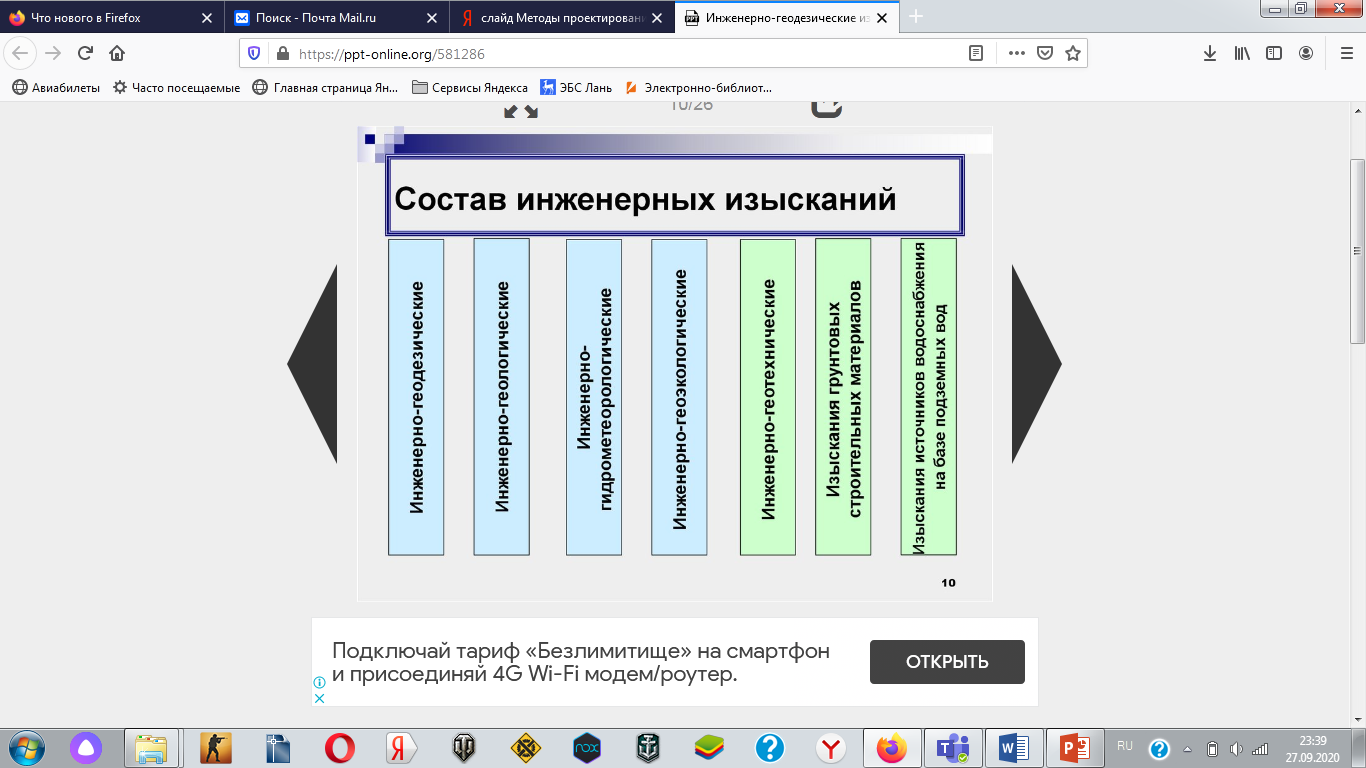 Что нового в Firefox
Поиск - Почта Mail.ru
слайд Методы проектировани
Инженерно-геодезические из
https://ppt-online.org/581286
Авиабилеты
Часто посещаемые
Главная страница Ян...
Сервисы Яндекса
ЭБС Лань
Электронно-библиот...
10/26
Состав инженерных изысканий
Инженерно-геодезические
Инженерно-геологические
Инженерно-
гидрометеорологические
Инженерно-геоэкологические
Инженерно-геотехнические
Изыскания грунтовых
строительных материалов
Изыскания источников водоснабжения
на базе подземных вод
10
Подключай тариф «Безлимитище» на смартфон
и присоединяй 4G Wi-Fi модем/роутер.
ОТКРЫТЬ
RU
23:39
27.09.2020